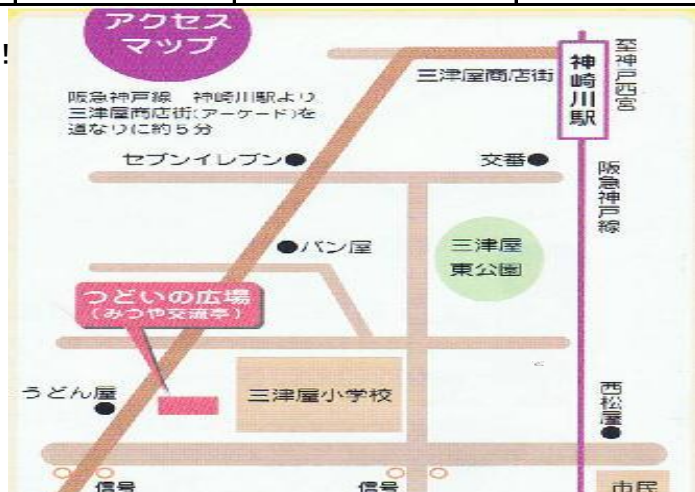 !
アクセス
マップ
阪急神戸線 神崎川駅より
三津屋商店街(アーケード)を
道なりに約5分
三津屋商店街
神崎川駅
至神戸西宮
阪急神戸線
セブンイレブン●
交番●
●パン屋
三津屋
東公園
つどいの広場
(みつや交流亭)
うどん屋
三津屋小学校
西松屋
信号
信号
市民